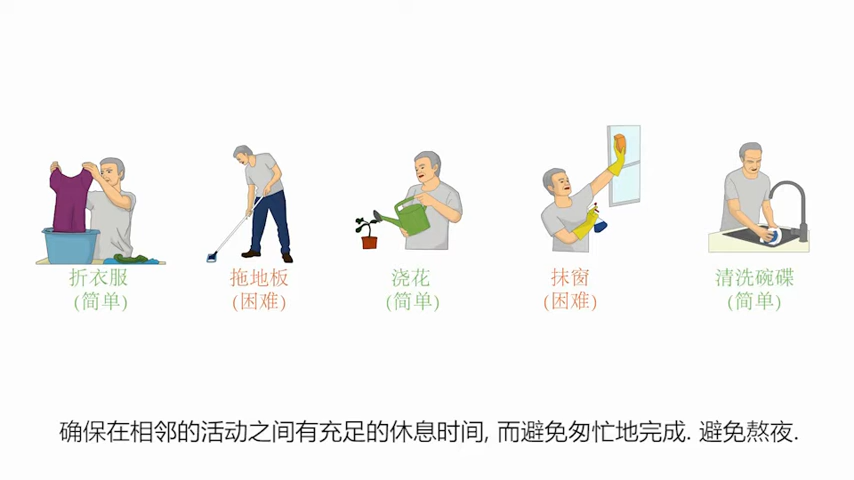 折衣服
(简单)
拖地板
(困难)
浇花
(简单)
抹窗
(困难)
清洗碗碟
(简单)
确保在相邻的活动之间有充足的休息时间, 而避免匆忙地完成. 避免熬夜.